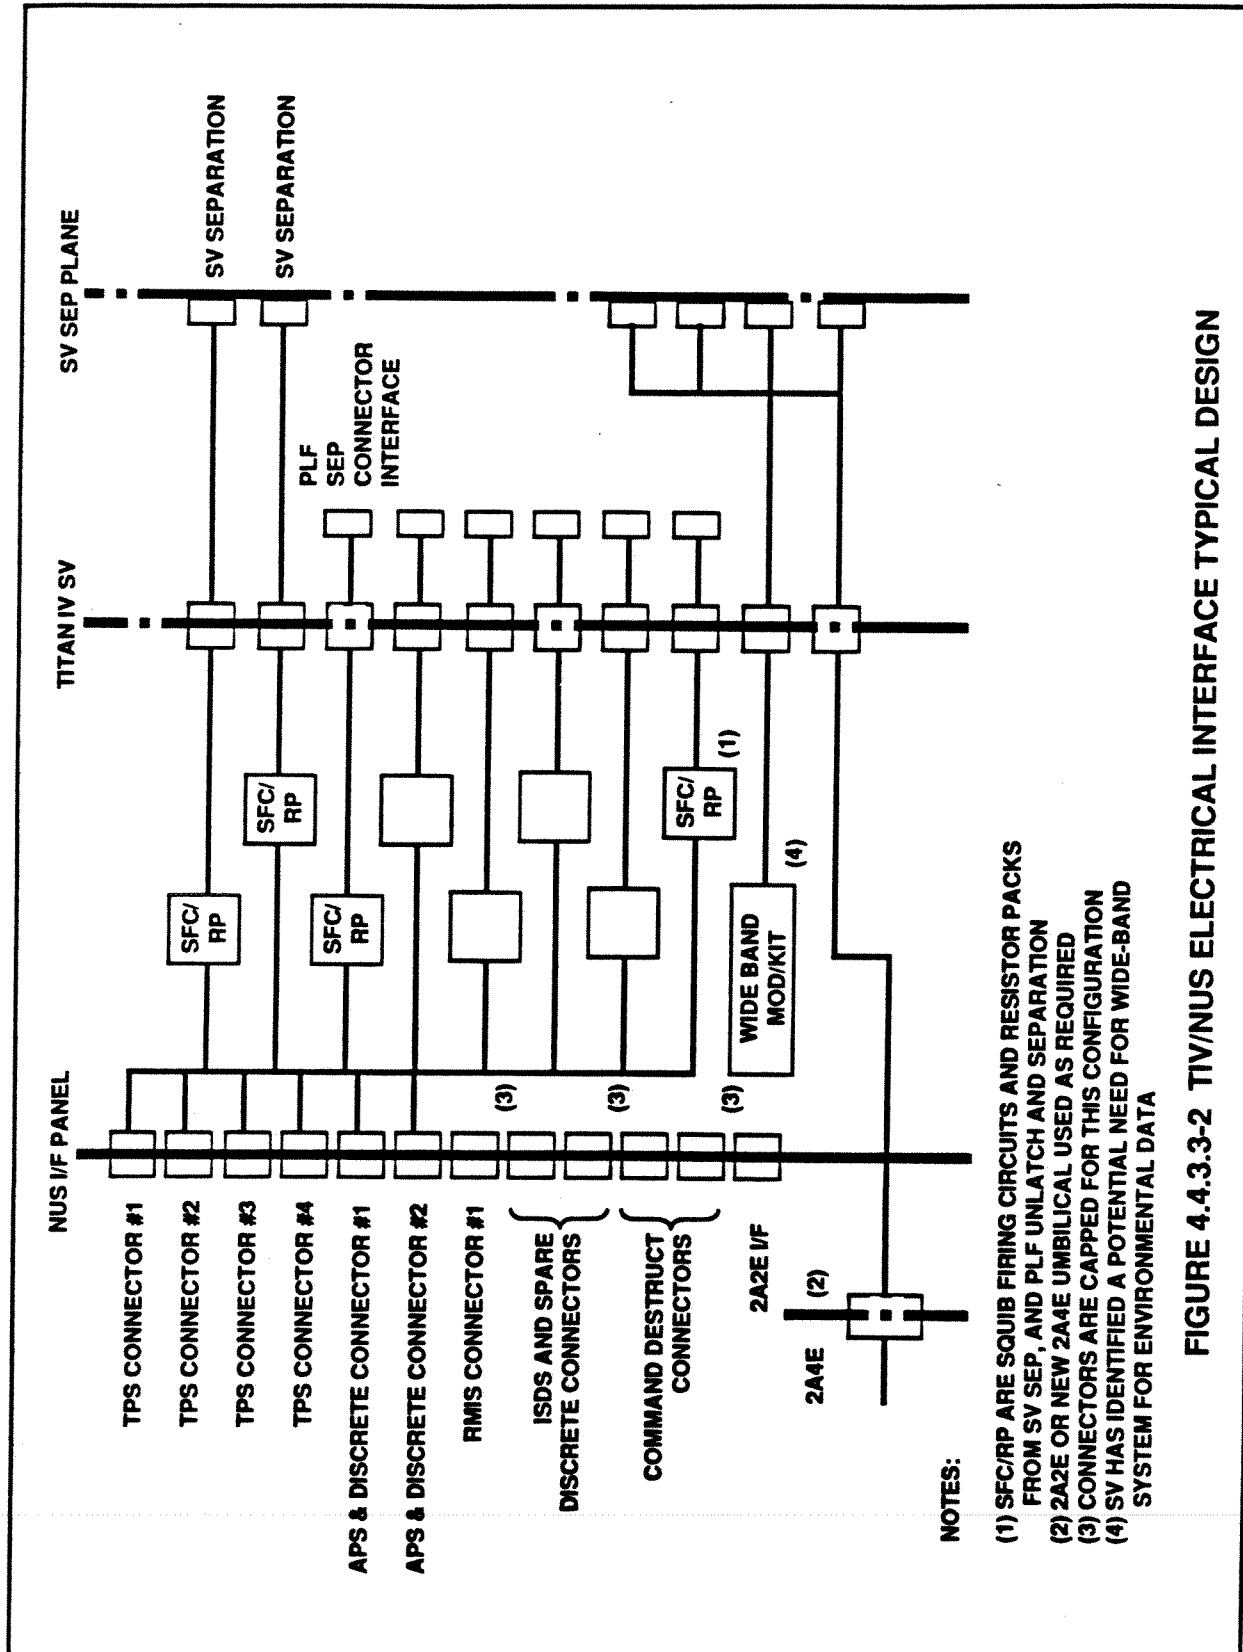 SV SEP PLANE
SV SEPARATION
SV SEPARATION
PLF
SEP
CONNECTOR
INTERFACE
TITAN IV SV
SFC/
RP
SFC/
RP
SFC/
RP
SFC/
RP
(1)
WIDE BAND
MOD/KIT
(4)
NUS I/F PANEL
(3)
(3)
(3)
TPS CONNECTOR #1
TPS CONNECTOR #2
TPS CONNECTOR #3
TPS CONNECTOR #4
APS & DISCRETE CONNECTOR #1
APS & DISCRETE CONNECTOR #2
RMIS CONNECTOR #1
ISDS AND SPARE
DISCRETE CONNECTORS
COMMAND DESTRUCT
CONNECTORS
2A2E I/F
2A4E
(2)
NOTES:
(1) SFC/RP ARE SQUIB FIRING CIRCUITS AND RESISTOR PACKS
FROM SV SEP, AND PLF UNLATCH AND SEPARATION
(2) 2A2E OR NEW 2A4E UMBILICAL USED AS REQUIRED
(3) CONNECTORS ARE CAPPED FOR THIS CONFIGURATION
(4) SV HAS IDENTIFIED A POTENTIAL NEED FOR WIDE-BAND
SYSTEM FOR ENVIRONMENTAL DATA
FIGURE 4.4.3.3-2 TIV/NUS ELECTRICAL INTERFACE TYPICAL DESIGN